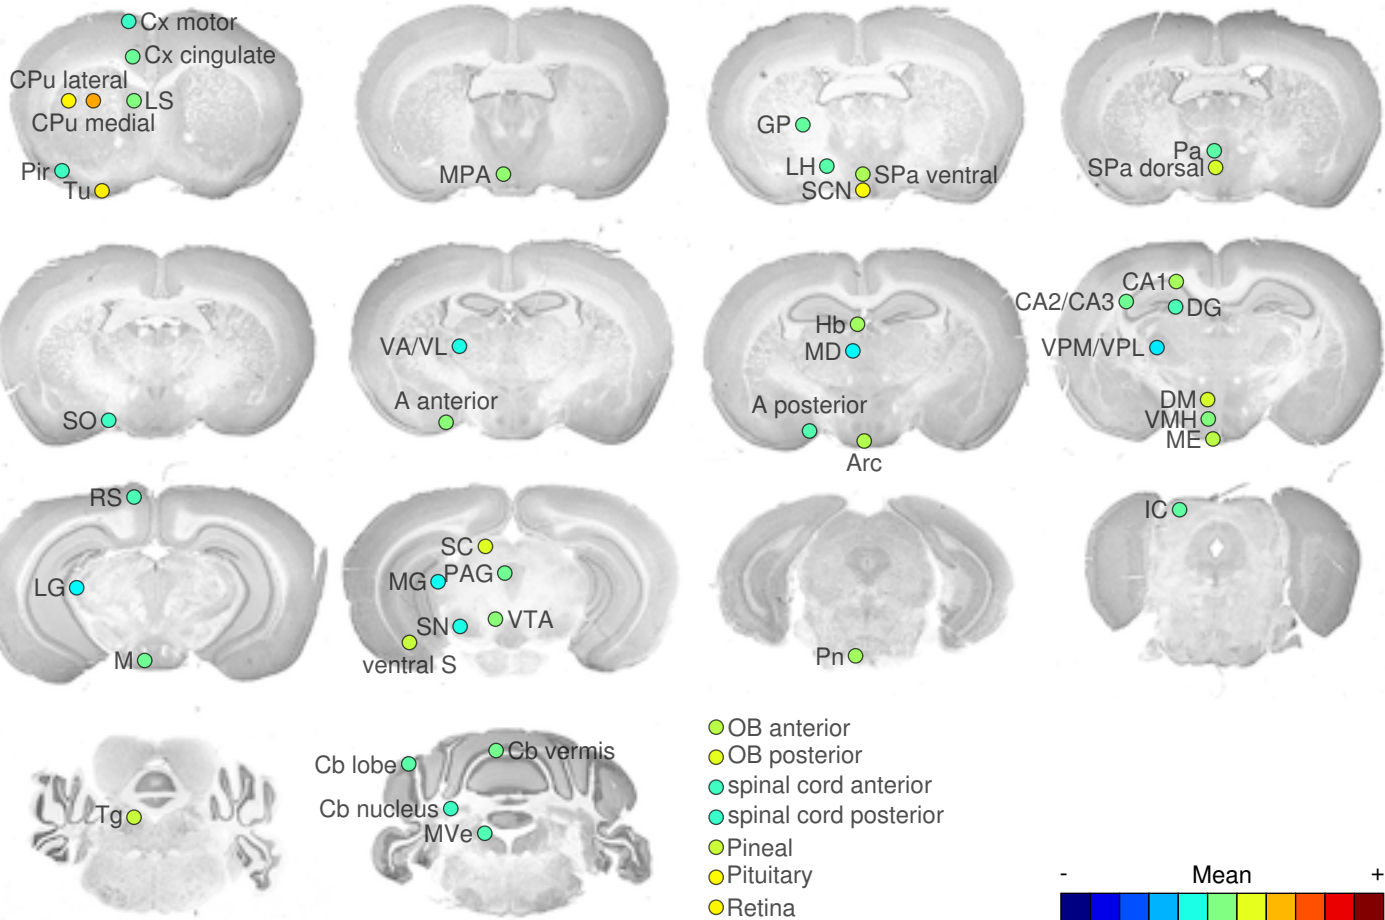 Cx motor
Cx cingulate
CPu lateral
LS
CPu medial
Pir
Tu
MPA
GP
LH
SPa ventral
SCN
Pa
SPa dorsal
SO
VA/VL
A anterior
Hb
MD
A posterior
Arc
CA1
CA2/CA3
DG
VPM/VPL
DM
VMH
ME
RS
LG
M
SC
PAG
MG
SN
VTA
ventral S
Pn
IC
Tg
Cb vermis
Cb lobe
Cb nucleus
MVe
OB anterior
OB posterior
spinal cord anterior
spinal cord posterior
Pineal
Pituitary
Retina
- Mean +